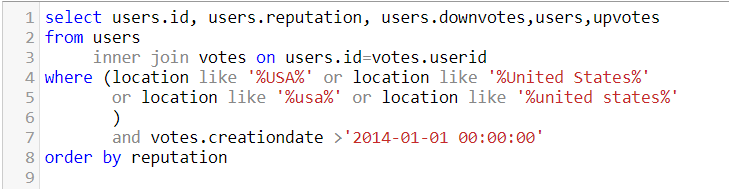 1 select users.id, users.reputation, users.downvotes,users,upvotes
2 from users
3 inner join votes on users.id=votes.userid
4 where (location like '%USA%' or location like '%United States%'
5 or location like '%usa%' or location like '%united states%'
6 )
7 and votes.creationdate >'2014-01-01 00:00:00'
8 order by reputation
9